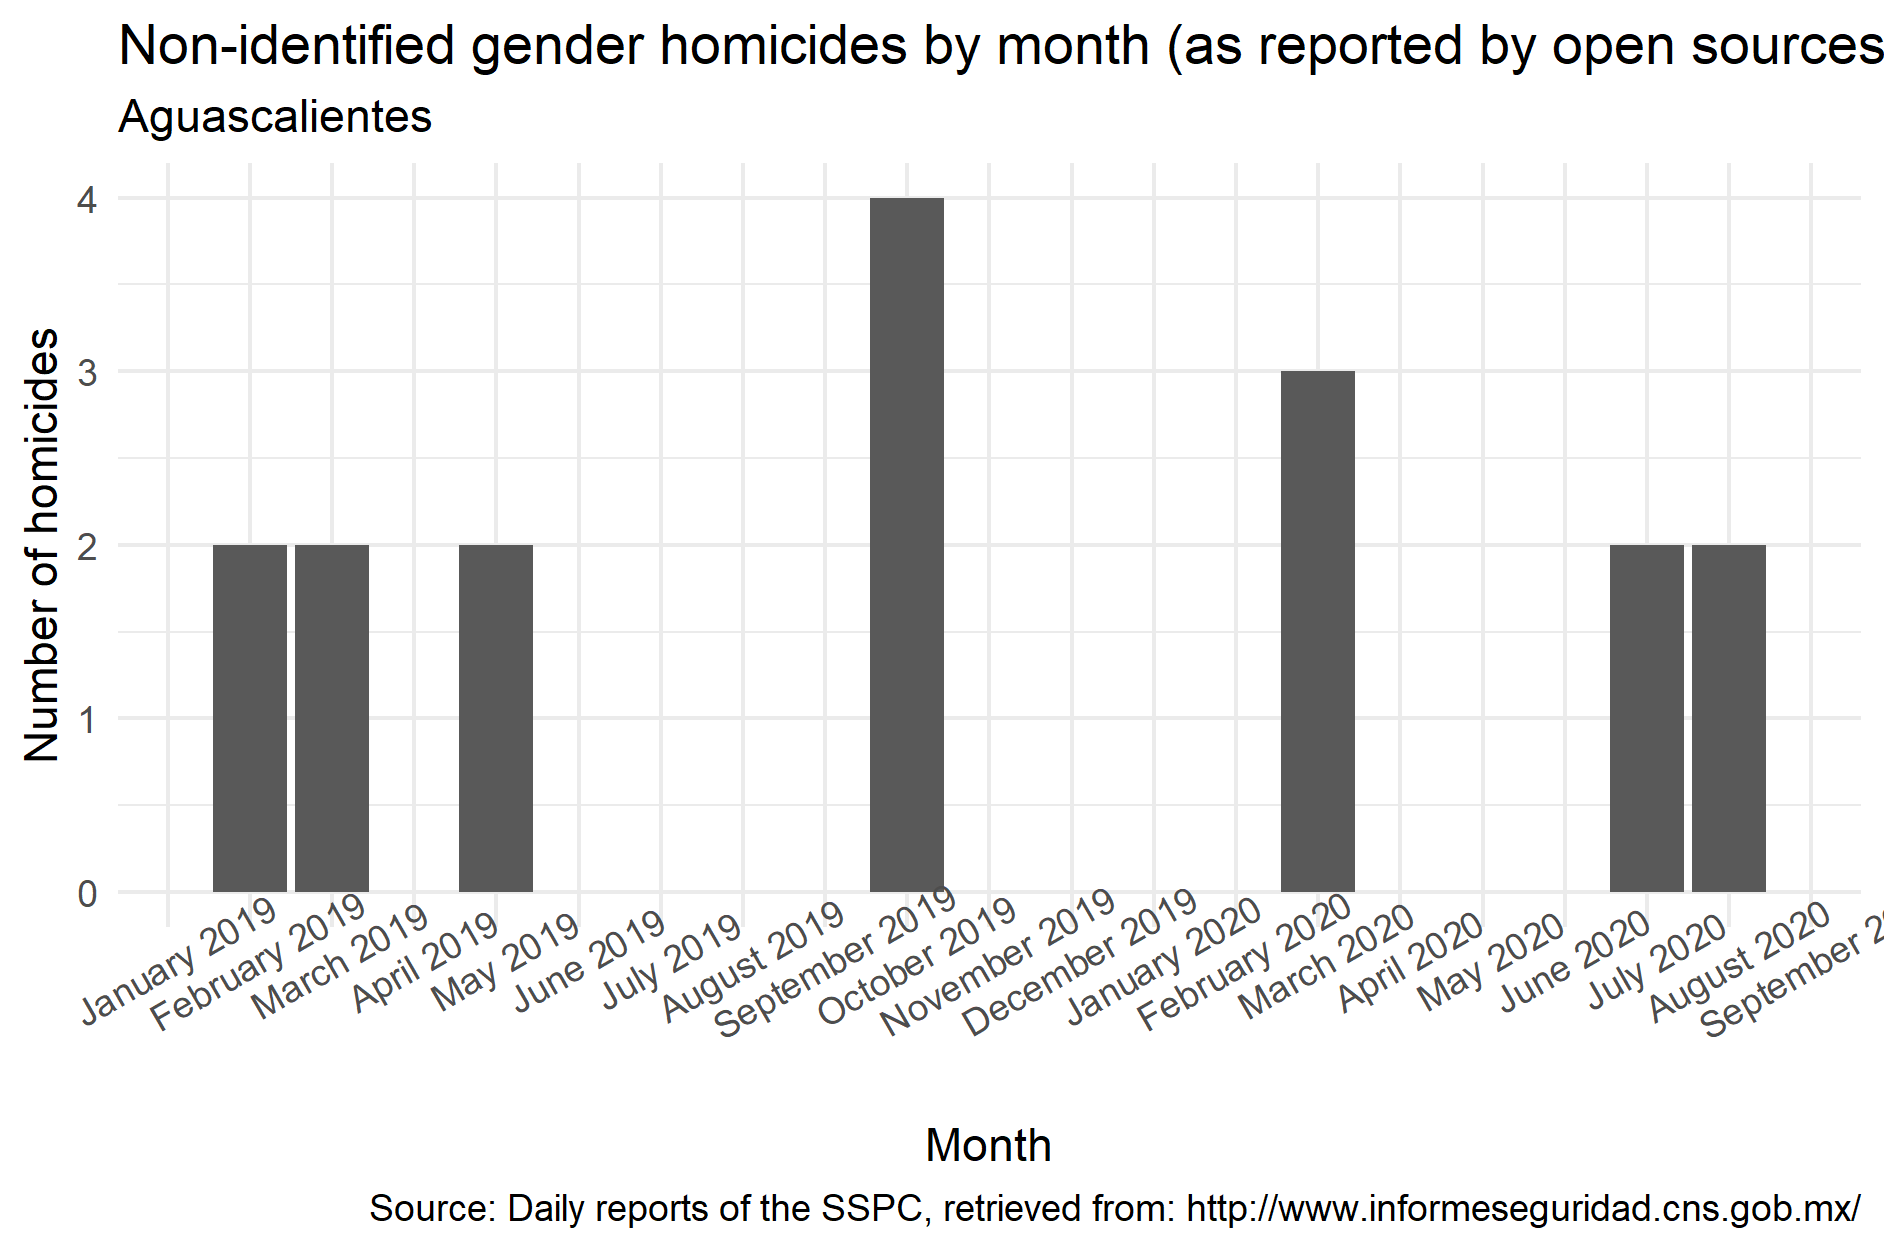 Non-identified gender homicides by month (as reported by open sources
Aguascalientes
Number of homicides
4
3
2
1
0
January 2019
February 2019
March 2019
April 2019
May 2019
June 2019
July 2019
August 2019
September 2019
October 2019
November 2019
December 2019
January 2020
February 2020
March 2020
April 2020
May 2020
June 2020
July 2020
August 2020
September
Month
Source: Daily reports of the SSPC, retrieved from: http://www.informeseguridad.cns.gob.mx/